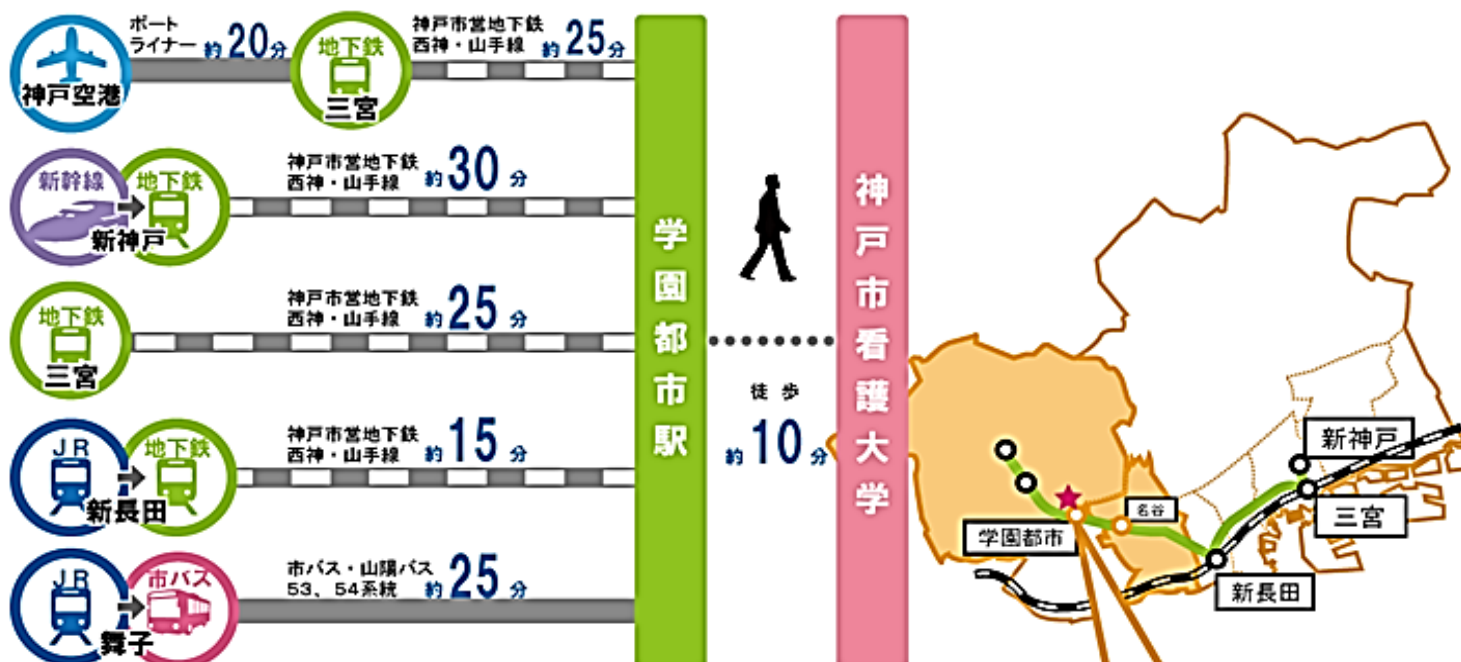 ポート
ライナー 約20分
神戸市営地下鉄
西神・山手線 約25分
神戸空港
地下鉄
三宮
新幹線
地下鉄
新神戸
神戸市営地下鉄
西神・山手線 約30分
地下鉄
三宮
神戸市営地下鉄
西神・山手線 約25分
JR
地下鉄
新長田
神戸市営地下鉄
西神・山手線 約15分
JR
市バス
舞子
市バス・山陽バス
53、54系統 約25分
学園都市駅
徒歩
約10分
神戸市看護大学
新神戸
三宮
名谷
学園都市
新長田